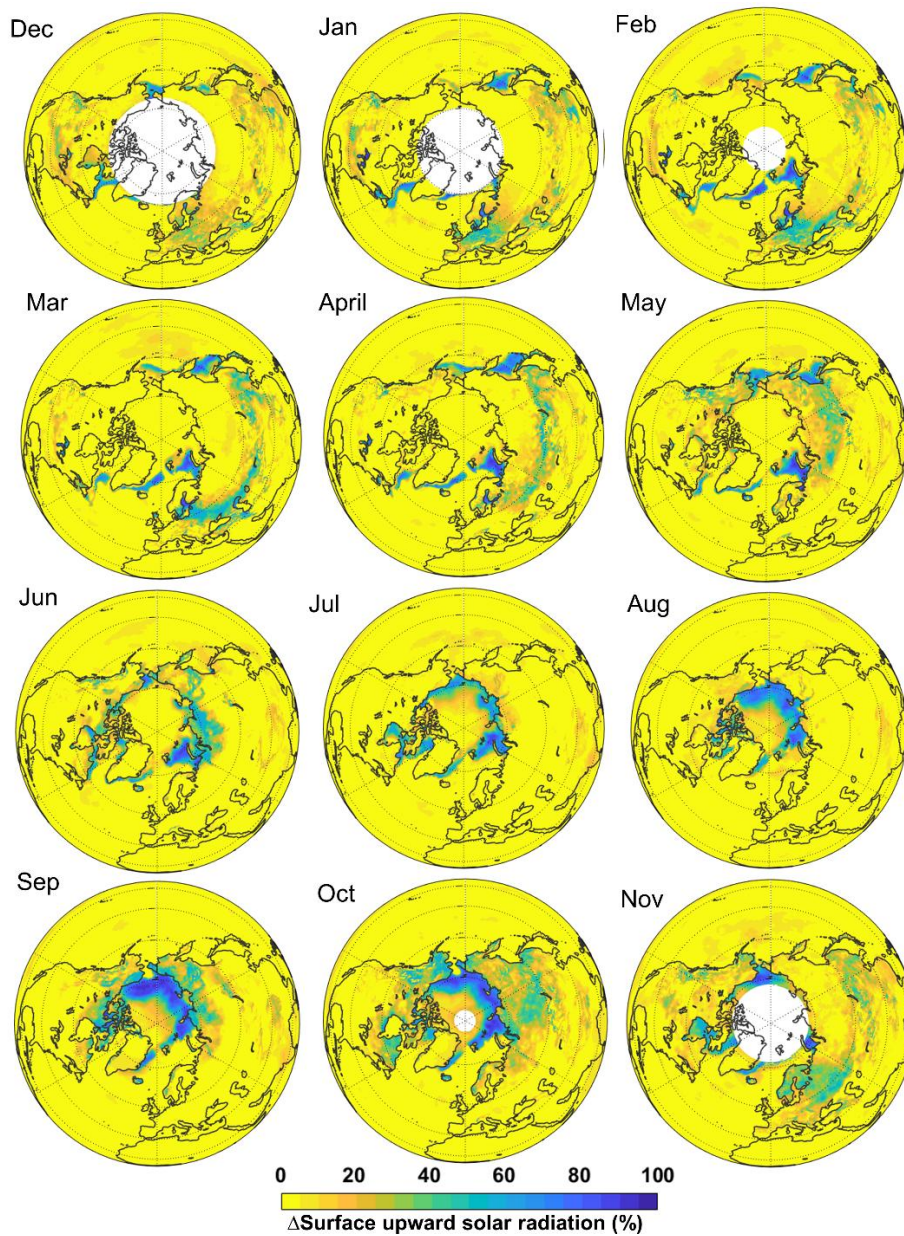 Dec Jan Feb
Mar April May
Jun Jul Aug
Sep Oct Nov
0 20 40 60 80 100
ΔSurface upward solar radiation (%)